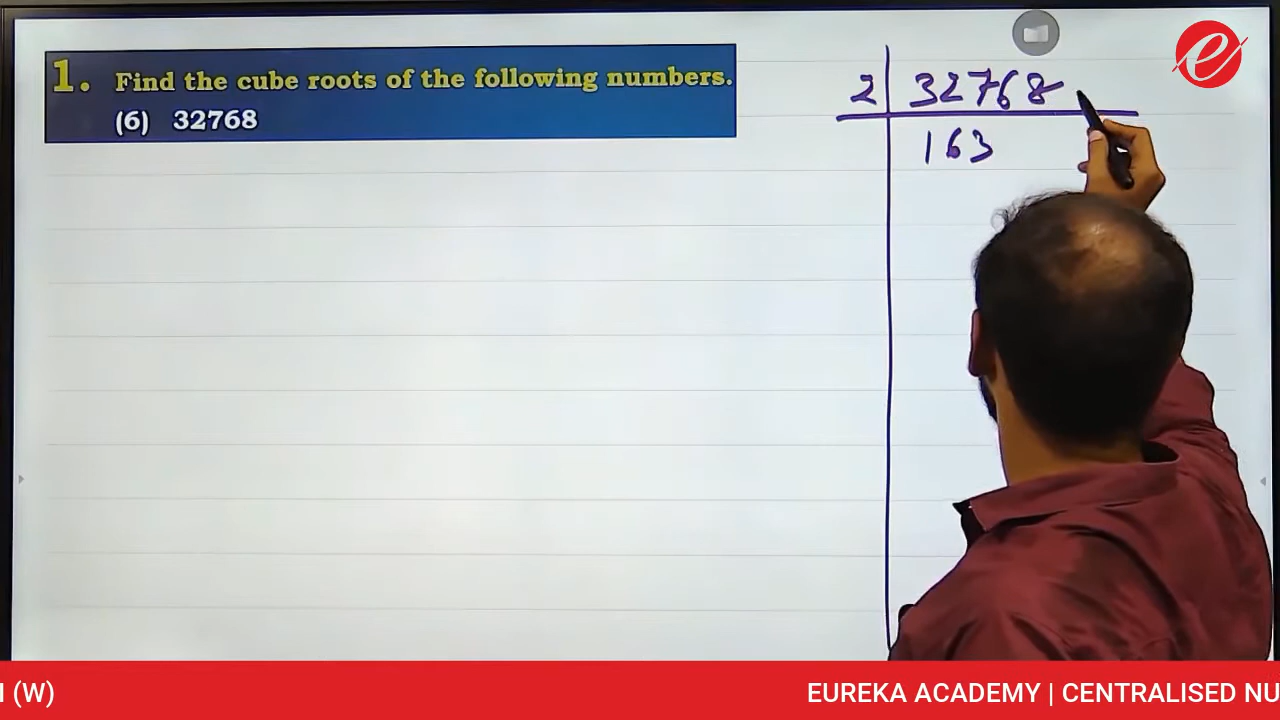 1. Find the cube roots of the following numbers.
(6) 32768
2 32768
163
(W)
EUREKA ACADEMY | CENTRALISED NU